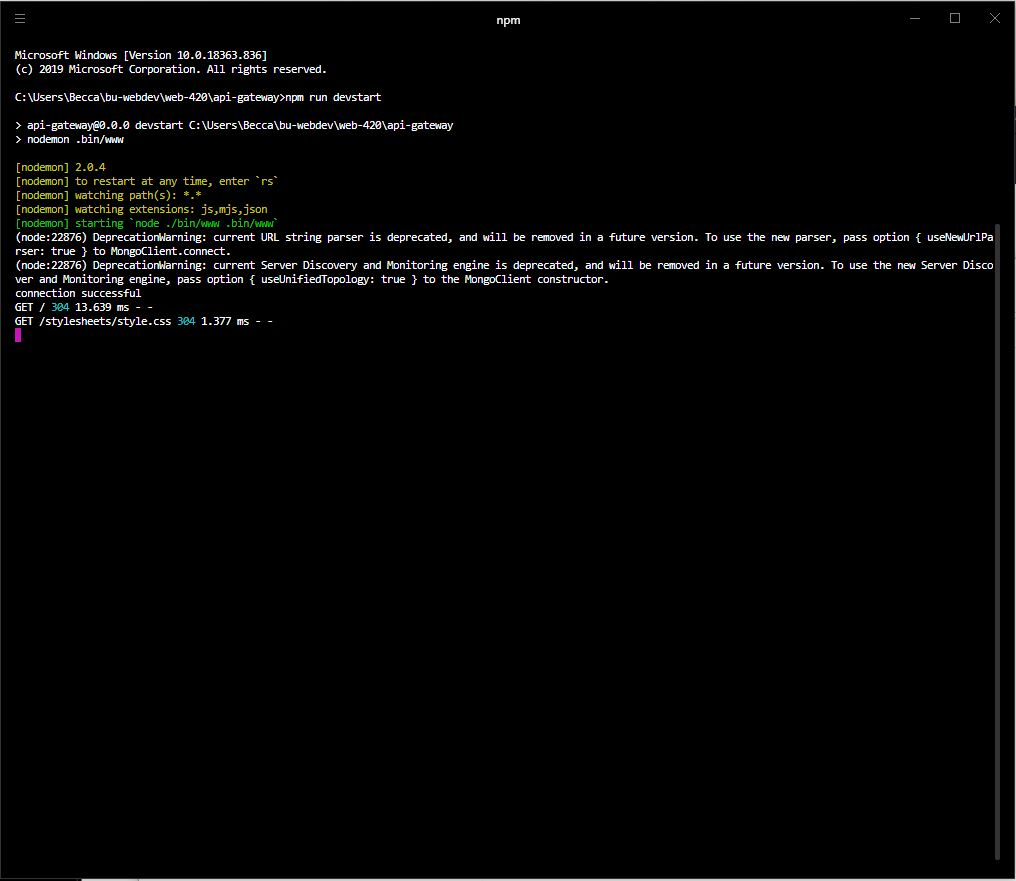 npm
Microsoft Windows [Version 10.0.18363.836]
(c) 2019 Microsoft Corporation. All rights reserved.
C:\Users\Becca\bu-webdev\web-420\api-gateway>npm run devstart
> api-gateway@0.0.0 devstart C:\Users\Becca\bu-webdev\web-420\api-gateway
> nodemon .bin/www
[nodemon] 2.0.4
[nodemon] to restart at any time, enter `rs`
[nodemon] watching path(s): *.*
[nodemon] watching extensions: js,mjs,json
[nodemon] starting `node ./bin/www .bin/www`
(node:22876) DeprecationWarning: current URL string parser is deprecated, and will be removed in a future version. To use the new parser, pass option { useNewUrlPa
rser: true } to MongoClient.connect.
(node:22876) DeprecationWarning: current Server Discovery and Monitoring engine is deprecated, and will be removed in a future version. To use the new Server Disco
ver and Monitoring engine, pass option { useUnifiedTopology: true } to the MongoClient constructor.
connection successful
GET / 304 13.639 ms - -
GET /stylesheets/style.css 304 1.377 ms - -